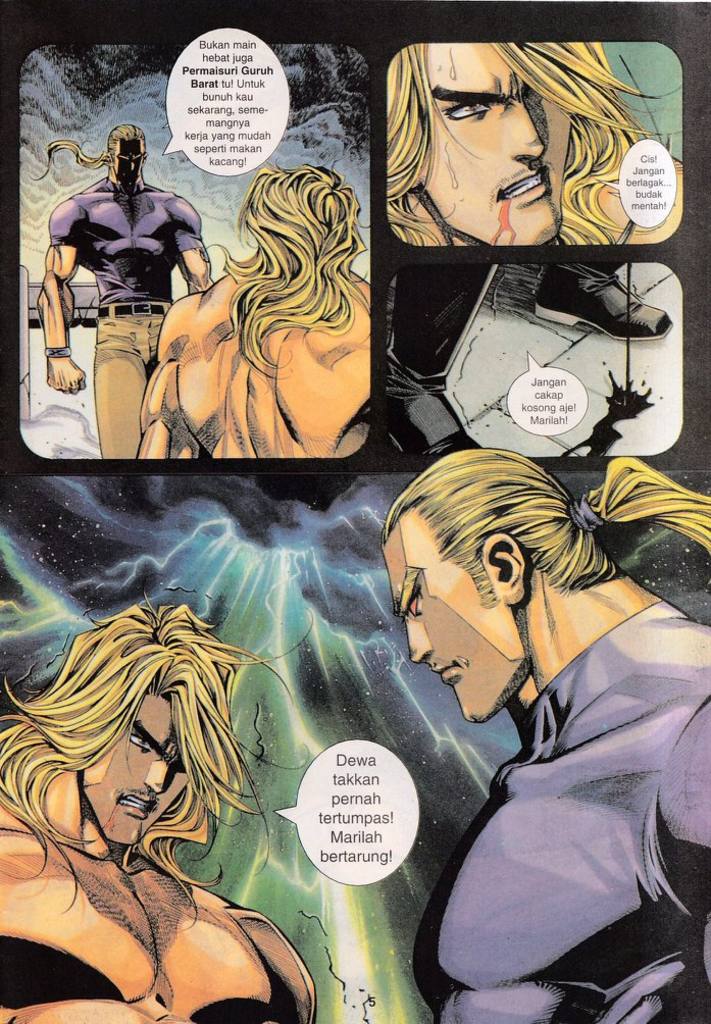 Bukan main
hebat juga
Permaisuri Guruh
Barat tu! Untuk
bunuh kau
sekarang, seme-
mangnya
kerja yang mudah
seperti makan
kacang!
Cis!
Jangan
berlagak...
budak
mentah!
Jangan
cakap
kosong aje!
Marilah!
Dewa
takkan
pernah
tertumpas!
Marilah
bertarung!
5